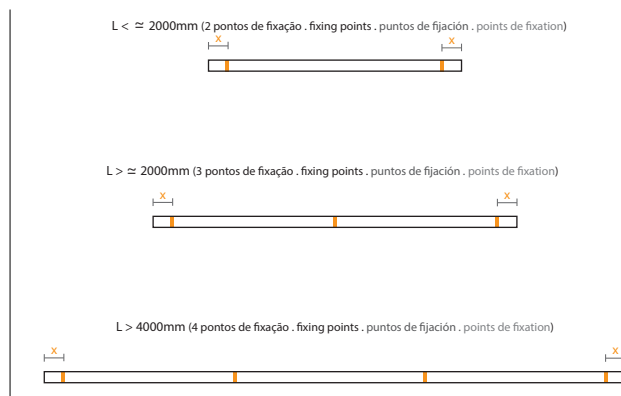 L < ≃ 2000mm (2 pontos de fixação . fixing points . puntos de fijación . points de fixation)
x x
L > ≃ 2000mm (3 pontos de fixação . fixing points . puntos de fijación . points de fixation)
x x
L > 4000mm (4 pontos de fixação . fixing points . puntos de fijación . points de fixation)
x x